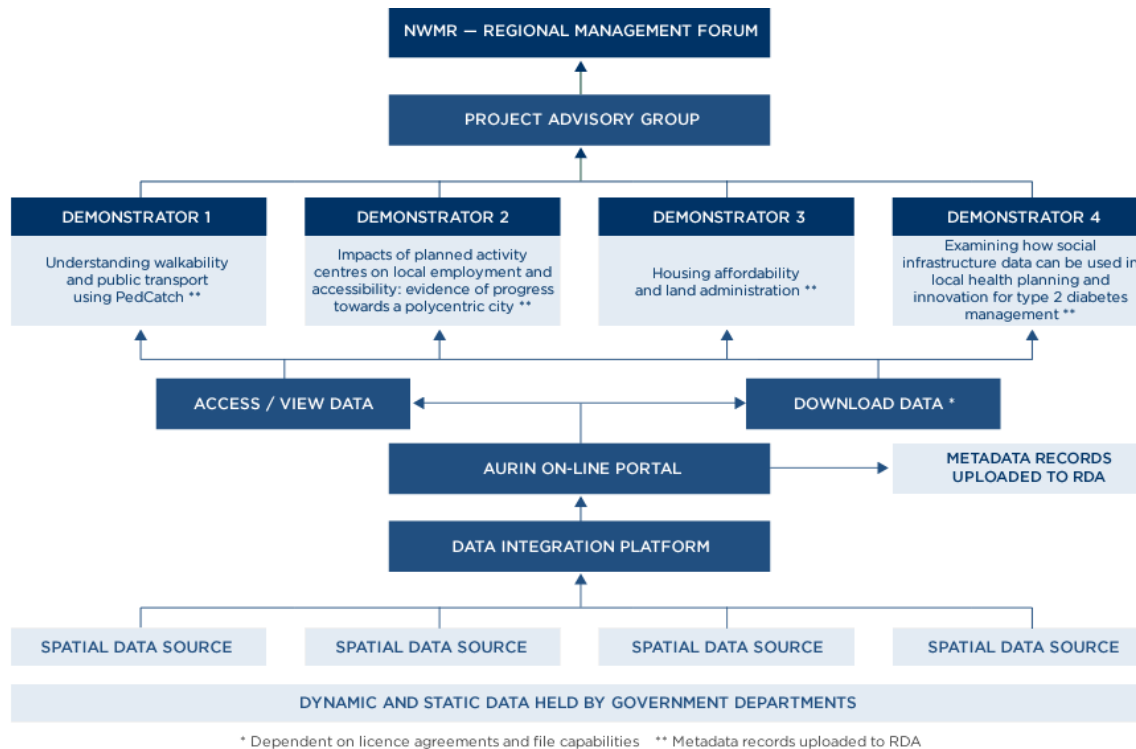 NWMR — REGIONAL MANAGEMENT FORUM
PROJECT ADVISORY GROUP
DEMONSTRATOR 1
Understanding walkability
and public transport
using PedCatch **
DEMONSTRATOR 2
Impacts of planned activity
centres on local employment and
accessibility: evidence of progress
towards a polycentric city **
DEMONSTRATOR 3
Housing affordability
and land administration **
DEMONSTRATOR 4
Examining how social
infrastructure data can be used in
local health planning and
innovation for type 2 diabetes
management **
ACCESS / VIEW DATA
DOWNLOAD DATA *
AURIN ON-LINE PORTAL
METADATA RECORDS
UPLOADED TO RDA
DATA INTEGRATION PLATFORM
SPATIAL DATA SOURCE
SPATIAL DATA SOURCE
SPATIAL DATA SOURCE
SPATIAL DATA SOURCE
DYNAMIC AND STATIC DATA HELD BY GOVERNMENT DEPARTMENTS
* Dependent on licence agreements and file capabilities ** Metadata records uploaded to RDA